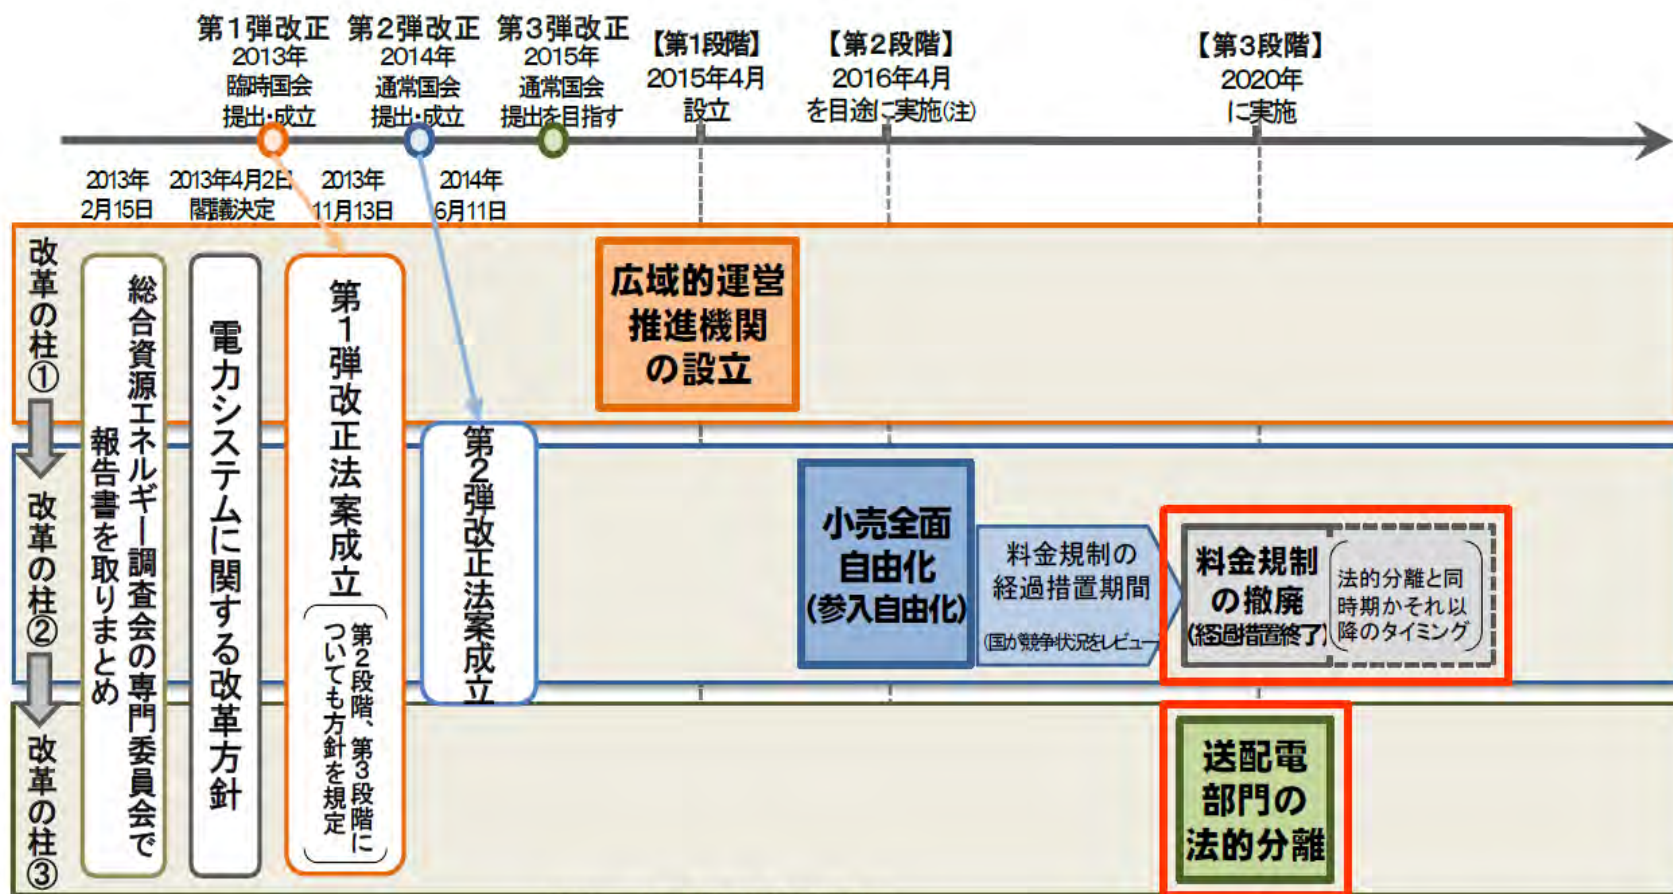 第1弾改正
2013年
臨時国会
提出・成立
第2弾改正
2014年
通常国会
提出・成立
第3弾改正
2015年
通常国会
提出を目指す
【第1段階】
2015年4月
設立
【第2段階】
2016年4月
を目途に実施(注)
【第3段階】
2020年
に実施
2013年
2月15日
2013年4月2日
閣議決定
2013年
11月13日
2014年
6月11日
改革の柱①
改革の柱②
改革の柱③
総合資源エネルギー調査会の専門委員会で
報告書を取りまとめ
電力システムに関する改革方針
第1弾改正法案成立
第2段階、第3段階に
ついても方針を規定
第2弾改正法案成立
広域的運営
推進機関
の設立
小売全面
自由化
(参入自由化)
料金規制の
経過措置期間
(国が競争状況をレビュー)
料金規制
の撤廃
(経過措置終了)
法的分離と同
時期かそれ以
降のタイミング
送配電
部門の
法的分離